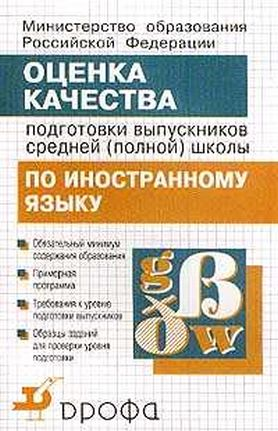 Министерство образования
Российской Федерации
ОЦЕНКА
КАЧЕСТВА
подготовки выпускников
средней (полной) школы
ПО ИНОСТРАННОМУ
ЯЗЫКУ
Обязательный минимум
содержания образования
Примерная
программа
Требования к уровню
подготовки выпускников
Образцы заданий
для проверки уровня
подготовки
g ß
x Ö w
ДРОФА